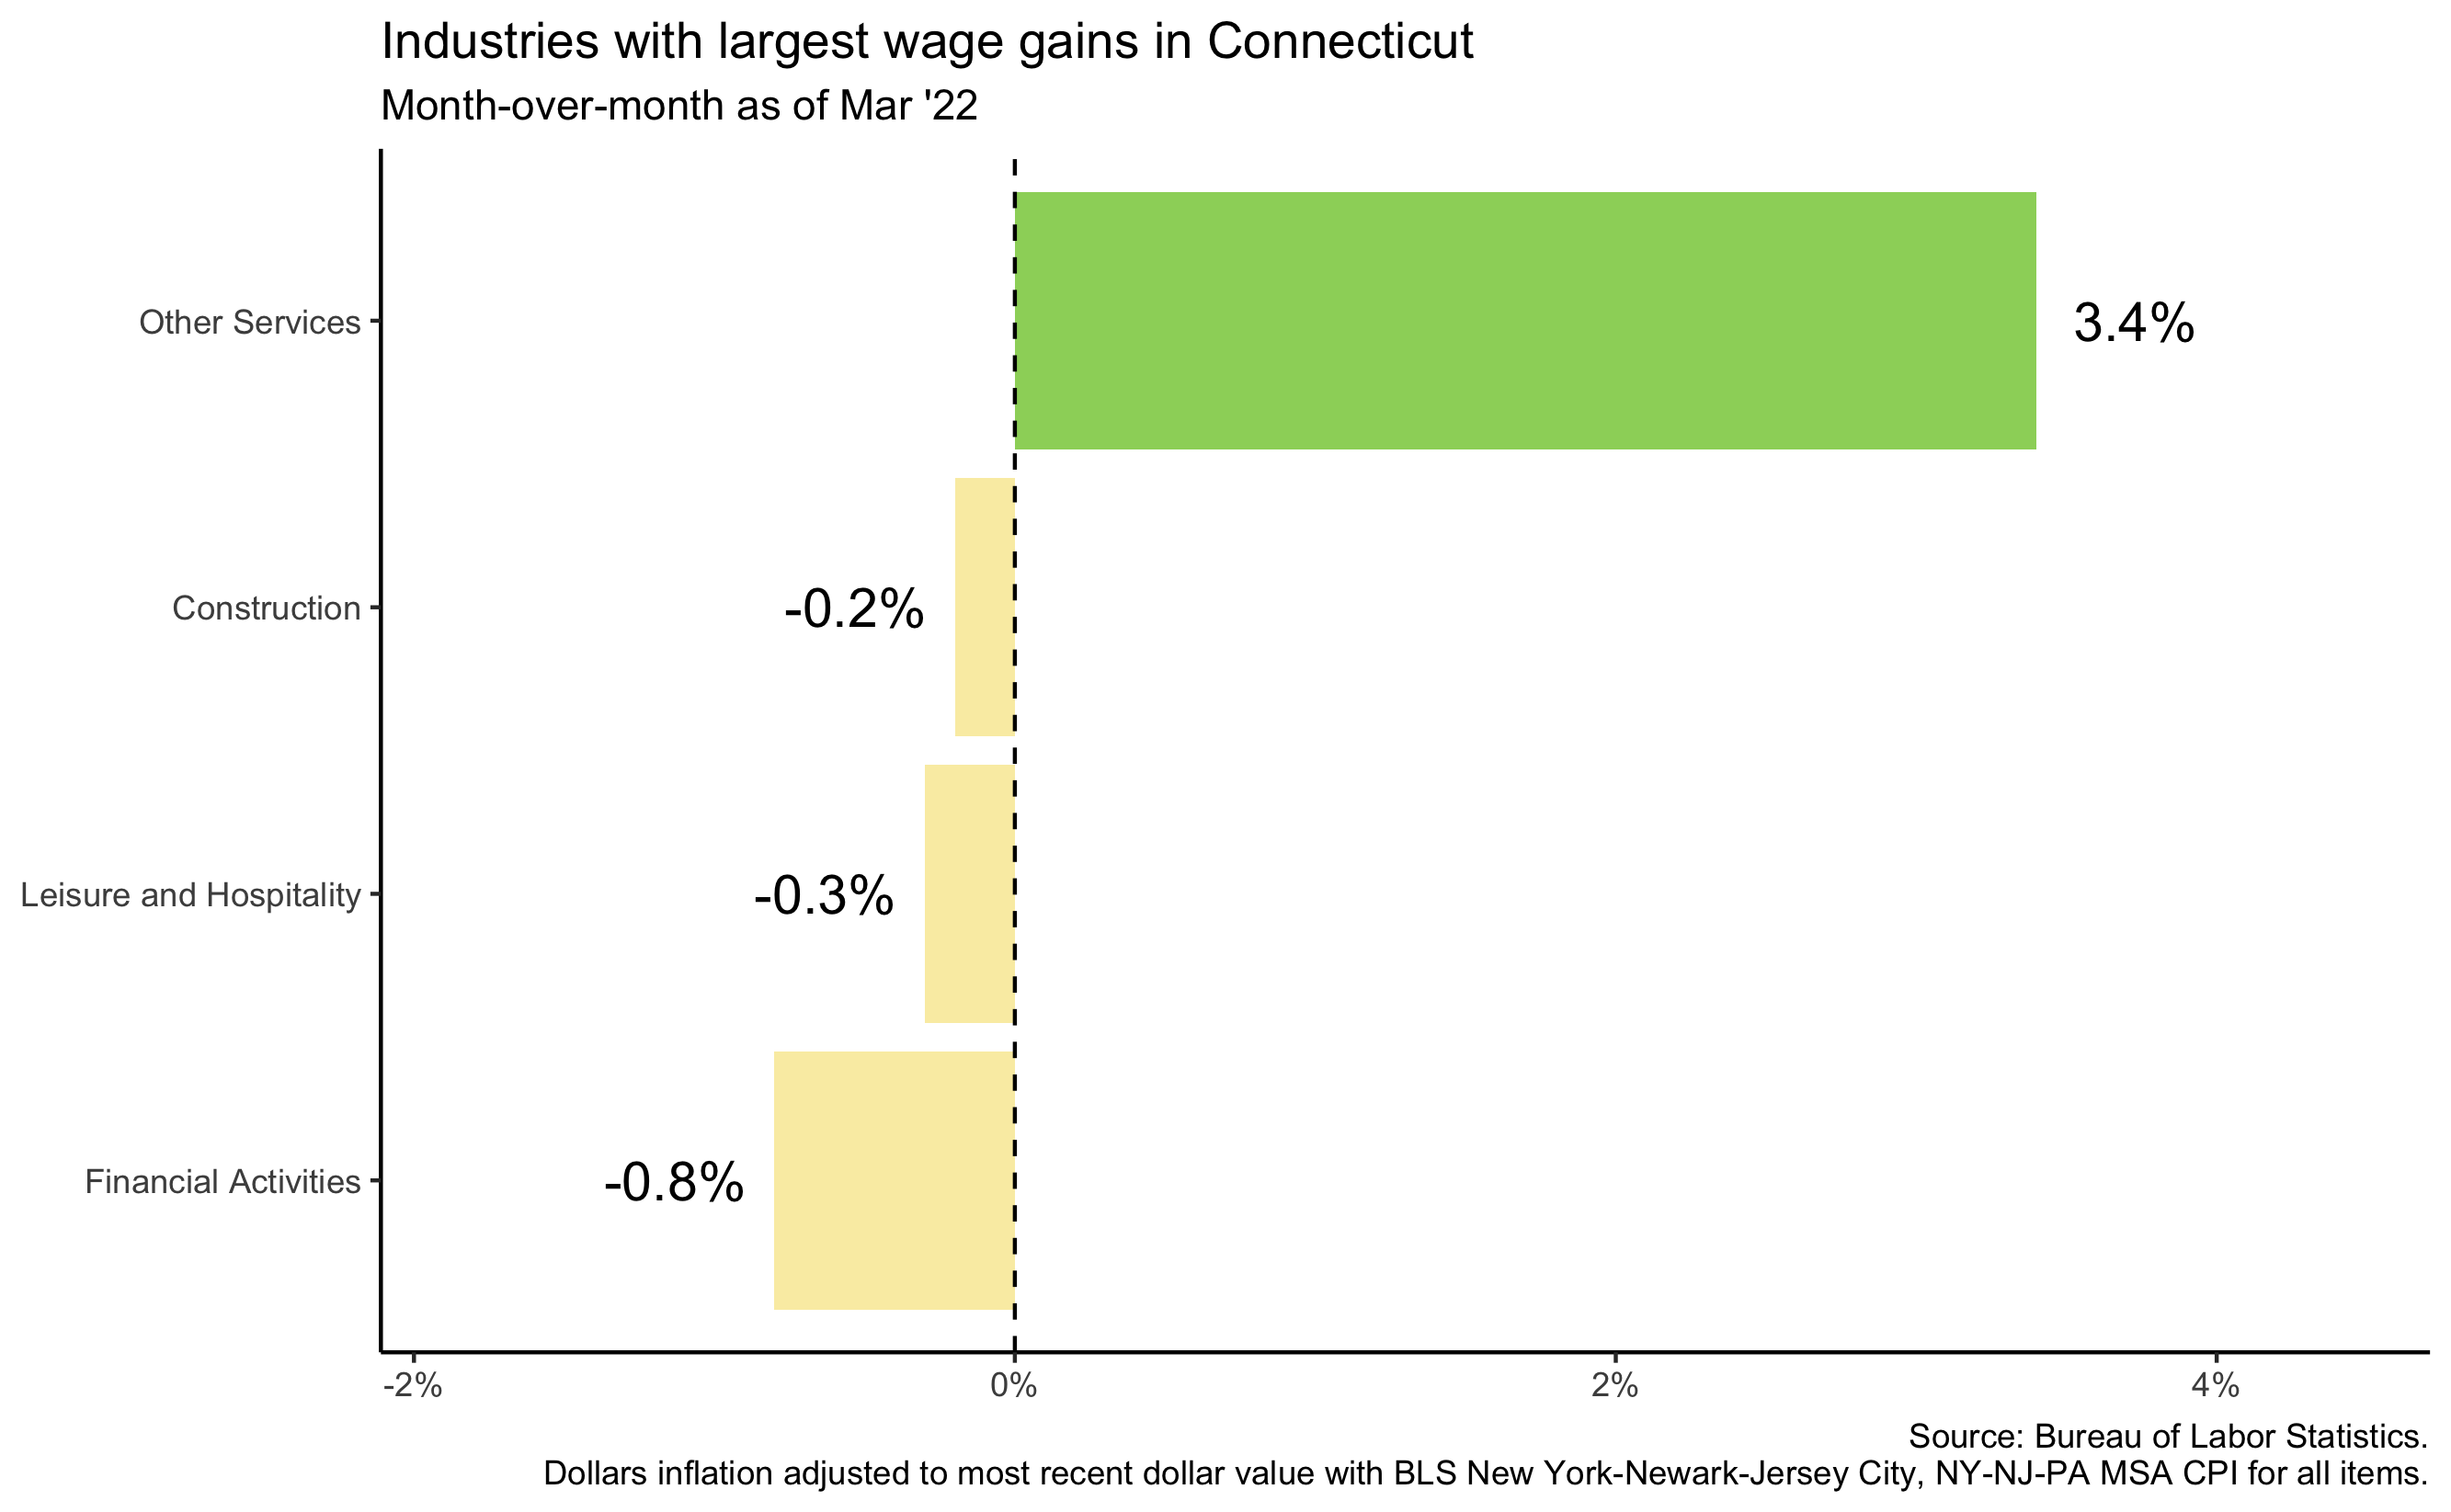 Industries with largest wage gains in Connecticut
Month-over-month as of Mar '22
Other Services
3.4%
Construction
-0.2%
Leisure and Hospitality
-0.3%
Financial Activities
-0.8%
-2%
0%
2%
4%
Source: Bureau of Labor Statistics.
Dollars inflation adjusted to most recent dollar value with BLS New York-Newark-Jersey City, NY-NJ-PA MSA CPI for all items.